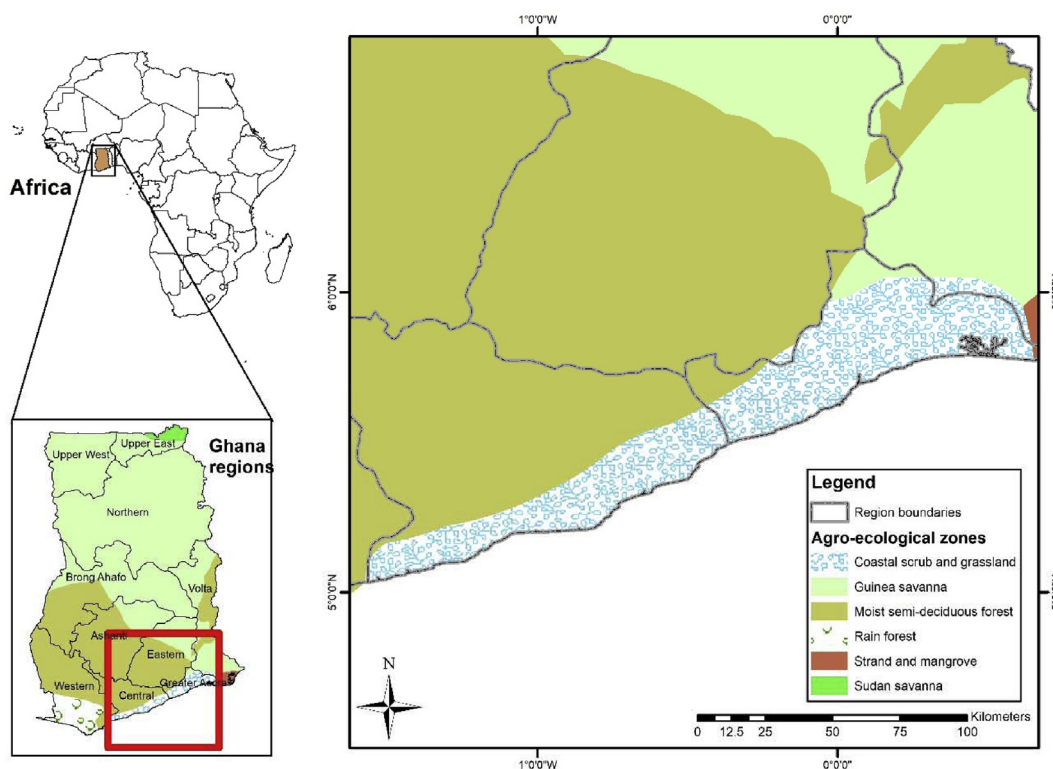 Africa
Ghana
regions
Upper East
Upper West
Northern
Brong Ahafo
Volta
Ashanti
Eastern
Western
Central
Greater Accra
1°0'0"W
0°0'0"
6°0'0"N
5°0'0"N
1°0'0"W
0°0'0"
Legend
Region boundaries
Agro-ecological zones
Coastal scrub and grassland
Guinea savanna
Moist semi-deciduous forest
Rain forest
Strand and mangrove
Sudan savanna
N
Kilometers
0 12.5 25 50 75 100